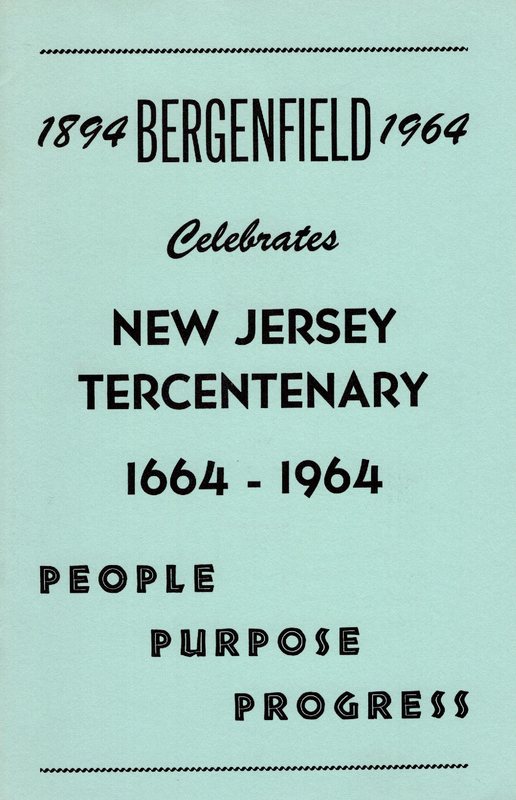 1894 BERGENFIELD 1964
Celebrates
NEW JERSEY
TERCENTENARY
1664 - 1964
PEOPLE
PURPOSE
PROGRESS